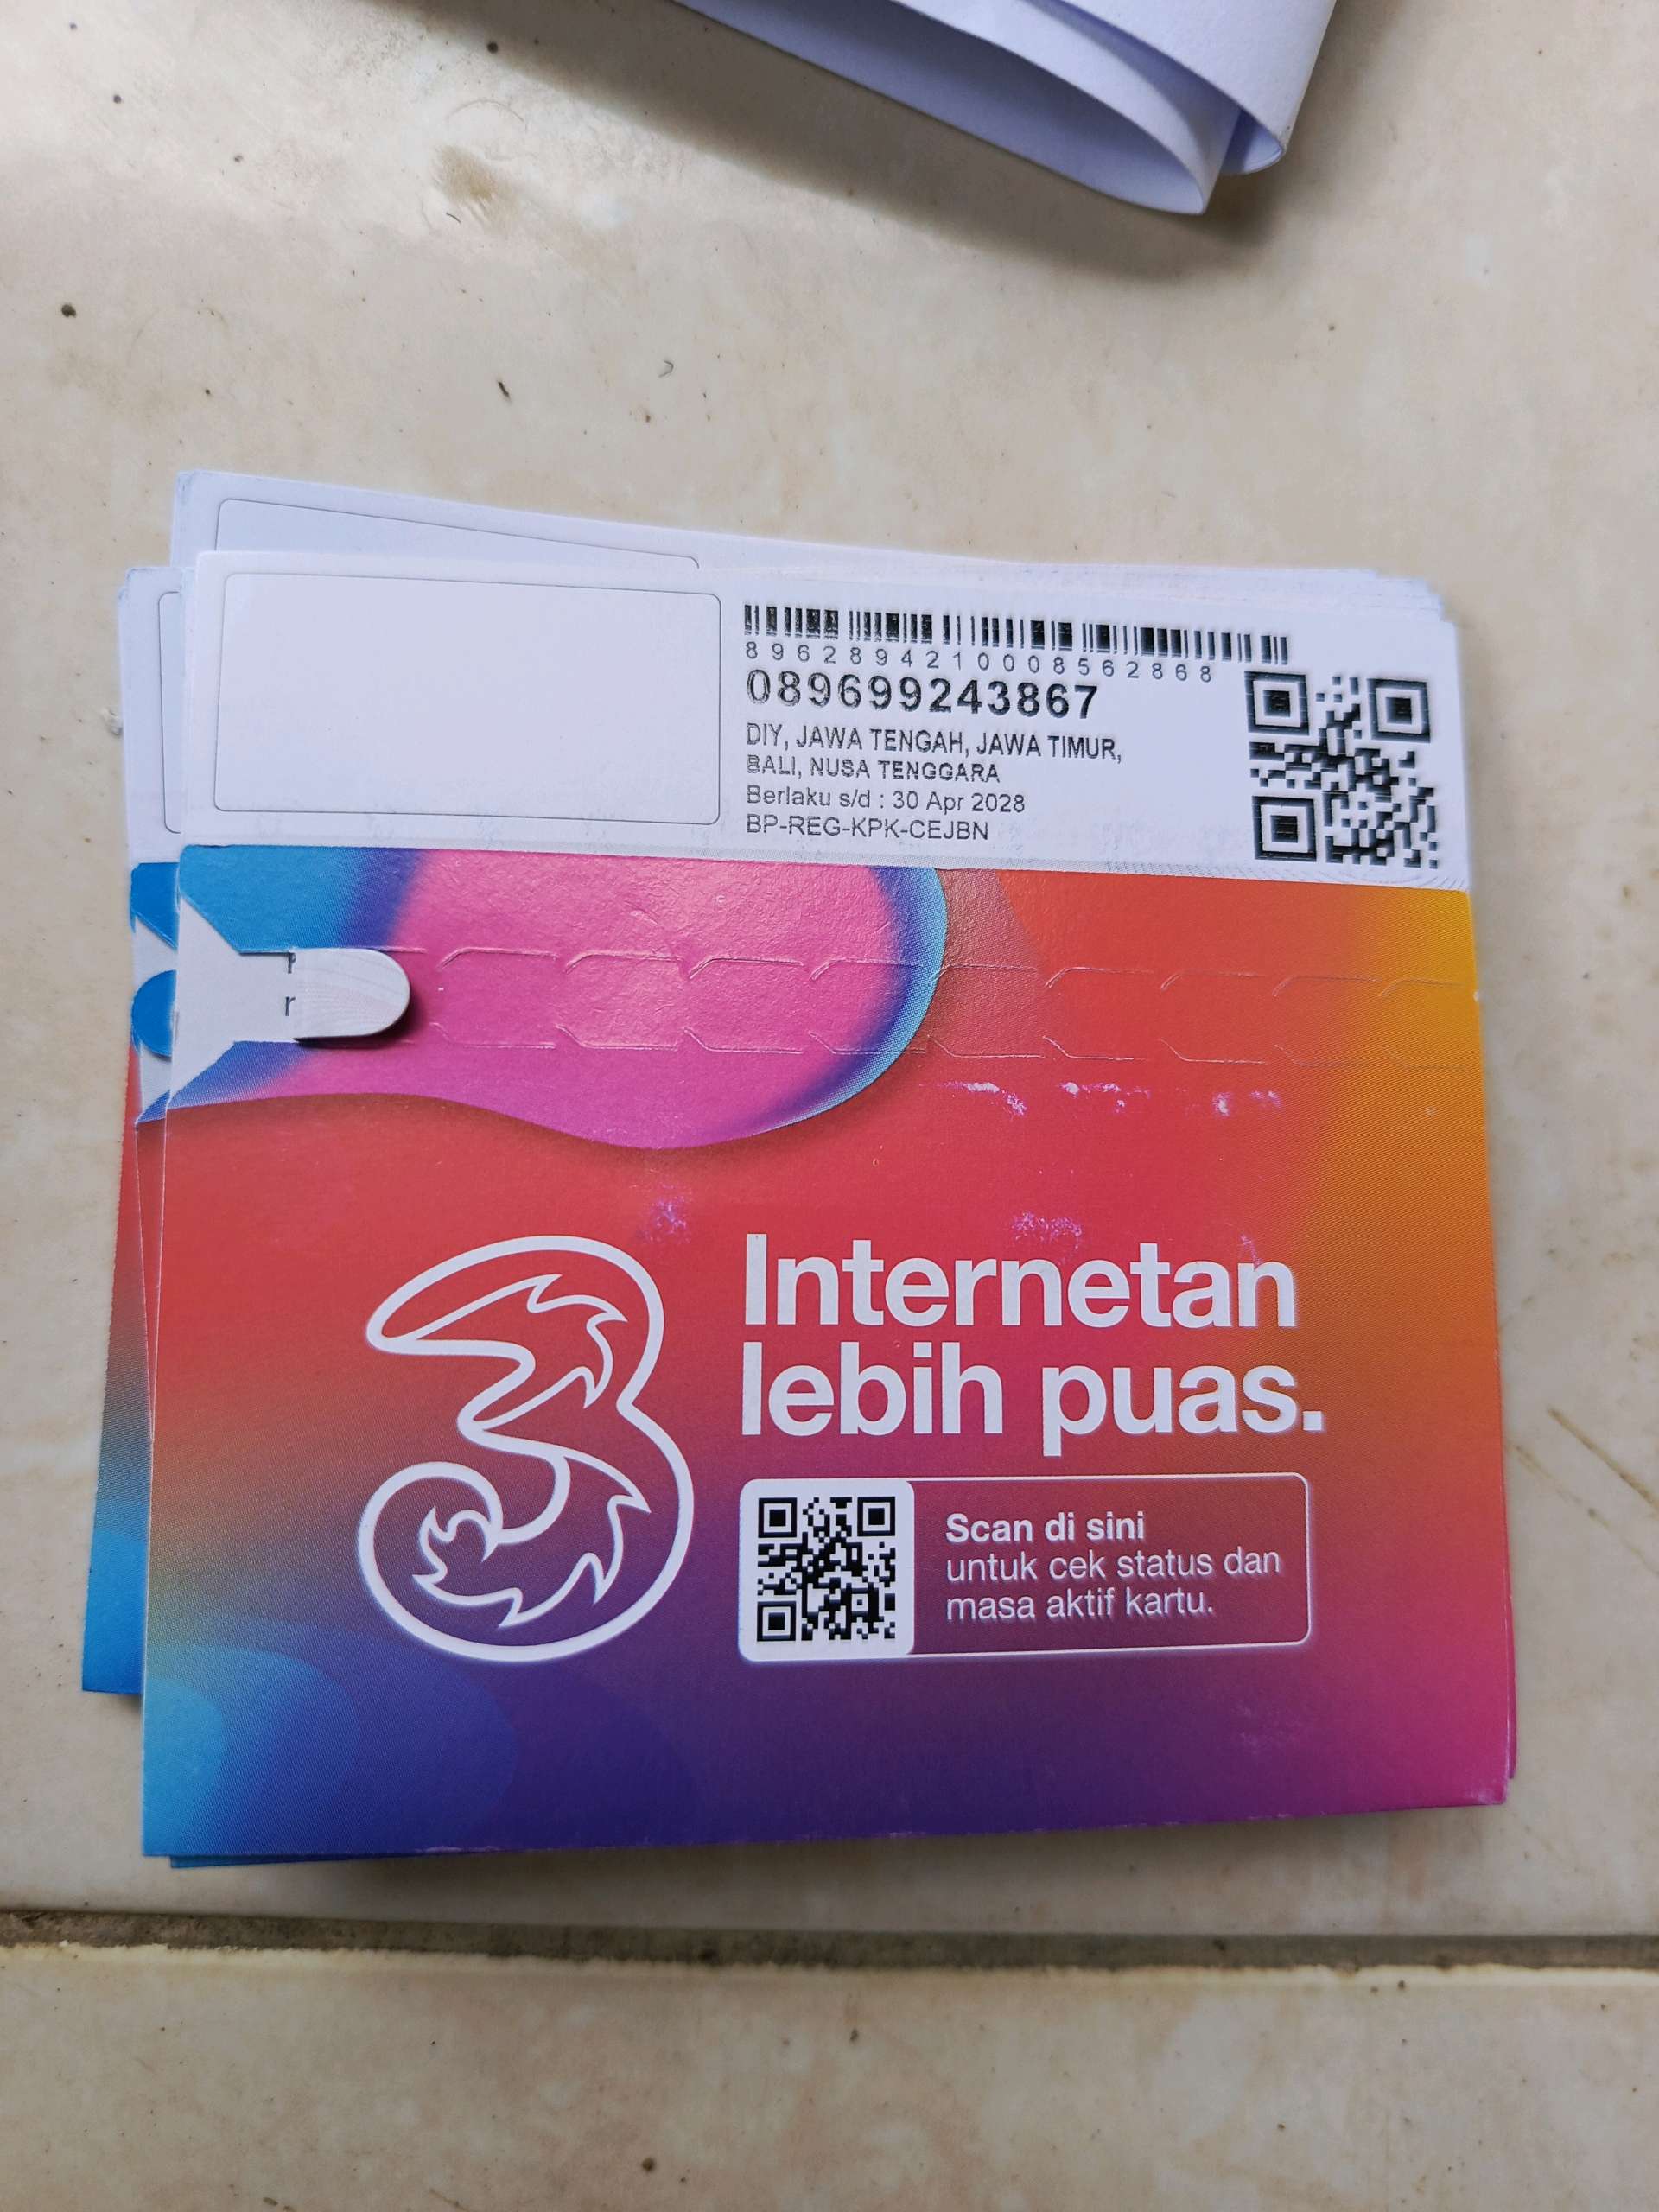 8962894210008562868
089699243867
DIY, JAWA TENGAH, JAWA TIMUR,
BALI, NUSA TENGGARA
Berlaku s/d : 30 Apr 2028
BP-REG-KPK-CEJBN
3
Internetan
lebih puas.
Scan di sini
untuk cek status dan
masa aktif kartu.